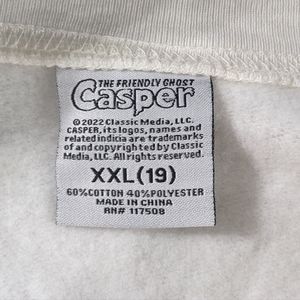 THE FRIENDLY GHOST
Casper
©2022 Classic Media, LLC.
CASPER, its logos, names and
related indicia are trademarks
of and copyrighted by Classic
Media, LLC. All rights reserved.
XXL(19)
60%COTTON 40%POLYESTER
MADE IN CHINA
RN# 117508